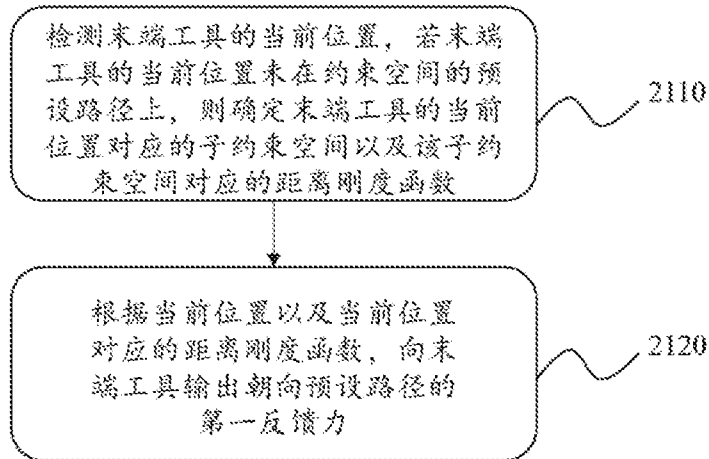 检测末端工具的当前位置，若末端
工具的当前位置未在约束空间的预
设路径上，则确定末端工具的当前
位置对应的子约束空间以及该子约
束空间对应的距离刚度函数
2110
根据当前位置以及当前位置
对应的距离刚度函数，向末
端工具输出朝向预设路径的
第一反馈力
2120